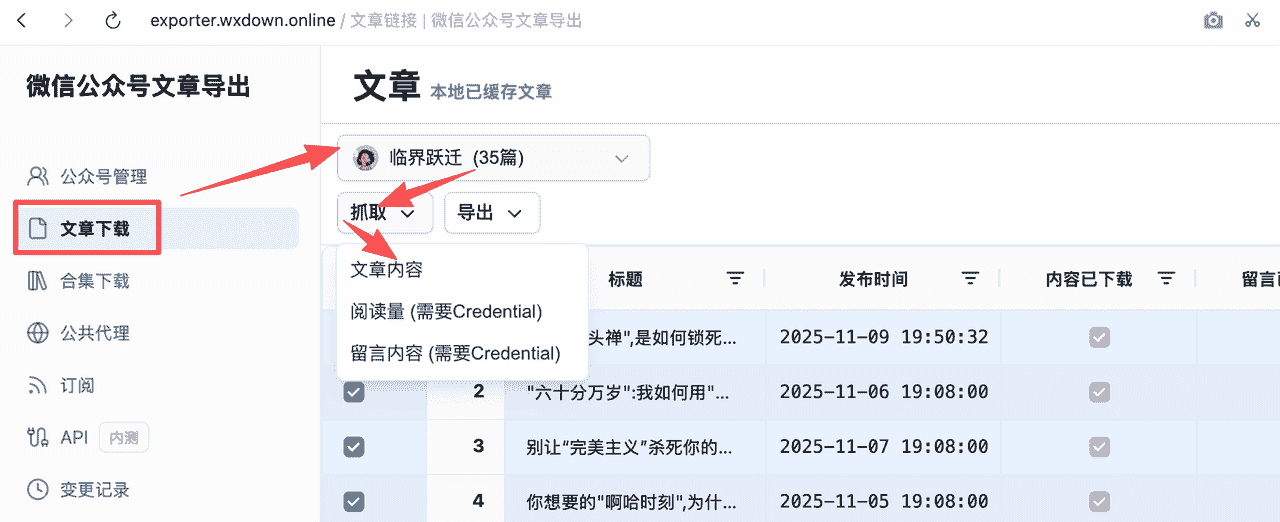 exporter.wxdown.online / 文章链接 | 微信公众号文章导出
微信公众号文章导出
公众号管理
文章下载
合集下载
公共代理
订阅
API 内测
变更记录
文章 本地已缓存文章
临界跃迁 (35篇)
抓取 导出
文章内容
阅读量 (需要Credential)
留言内容 (需要Credential)
标题 发布时间 内容已下载 留言
头禅",是如何锁死... 2025-11-09 19:50:32
2 "六十分万岁":我如何用"... 2025-11-06 19:08:00
3 别让“完美主义”杀死你的... 2025-11-07 19:08:00
4 你想要的"啊哈时刻",为什... 2025-11-05 19:08:00